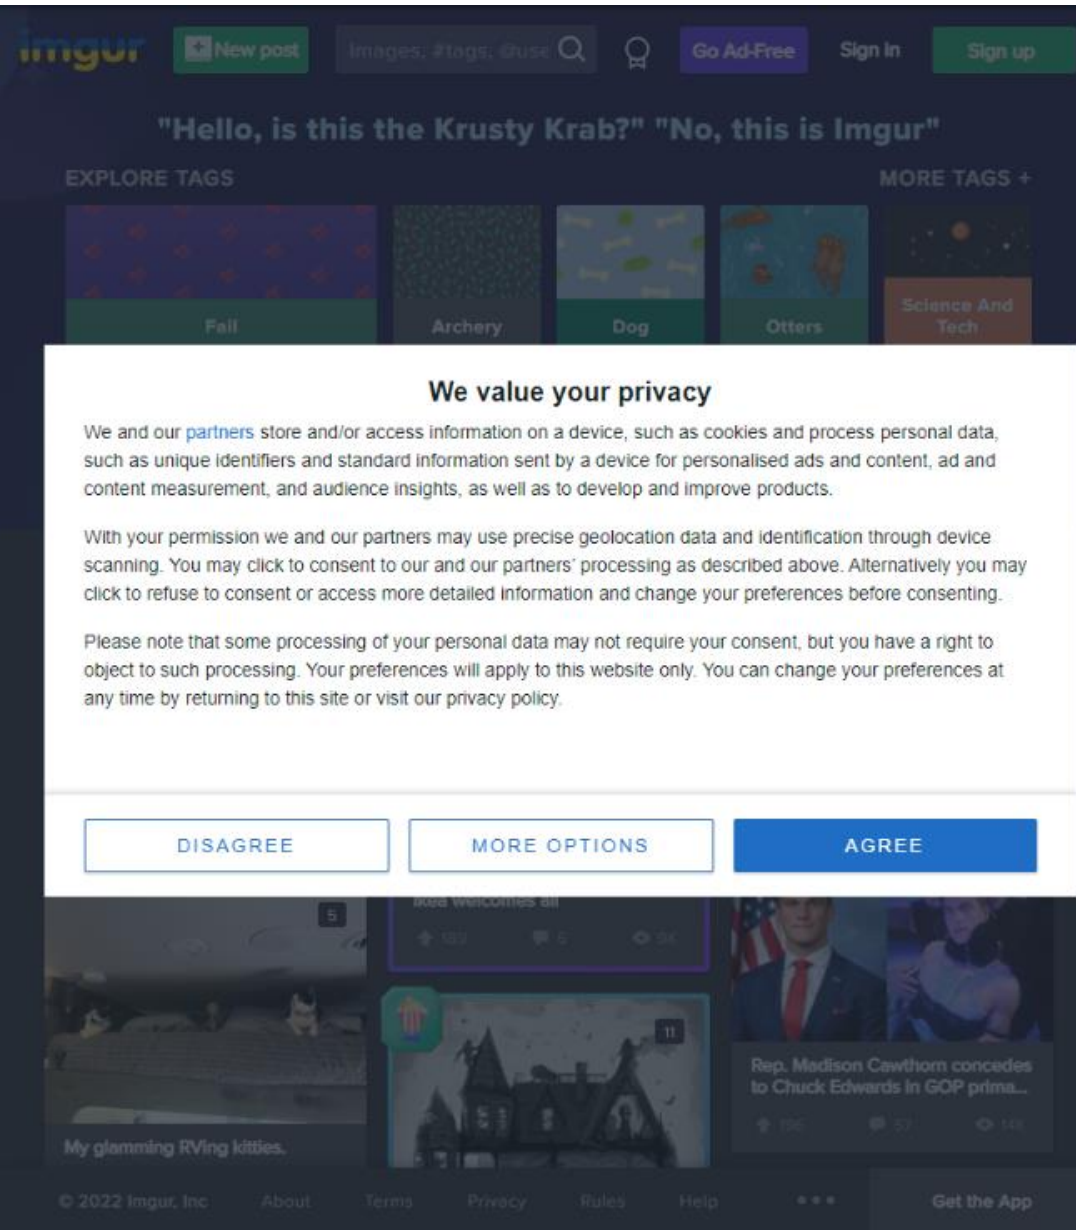 imgur
New post
Images, #tags, @use
Go Ad-Free
Sign in
Sign up
"Hello, is this the Krusty Krab?" "No, this is Imgur"
EXPLORE TAGS
MORE TAGS +
Fail
Archery
Dog
Otters
Science And
Tech
We value your privacy
We and our partners store and/or access information on a device, such as cookies and process personal data,
such as unique identifiers and standard information sent by a device for personalised ads and content, ad and
content measurement, and audience insights, as well as to develop and improve products.
With your permission we and our partners may use precise geolocation data and identification through device
scanning. You may click to consent to our and our partners' processing as described above. Alternatively you may
click to refuse to consent or access more detailed information and change your preferences before consenting.
Please note that some processing of your personal data may not require your consent, but you have a right to
object to such processing. Your preferences will apply to this website only. You can change your preferences at
any time by returning to this site or visit our privacy policy.
DISAGREE
MORE OPTIONS
AGREE
5
Ikea welcomes all
5
11
Rep. Madison Cawthorn concedes
to Chuck Edwards in GOP prima...
57
My glamming RVing kitties.
© 2022 Imgur, Inc
About
Terms
Privacy
Rules
Help
Get the App